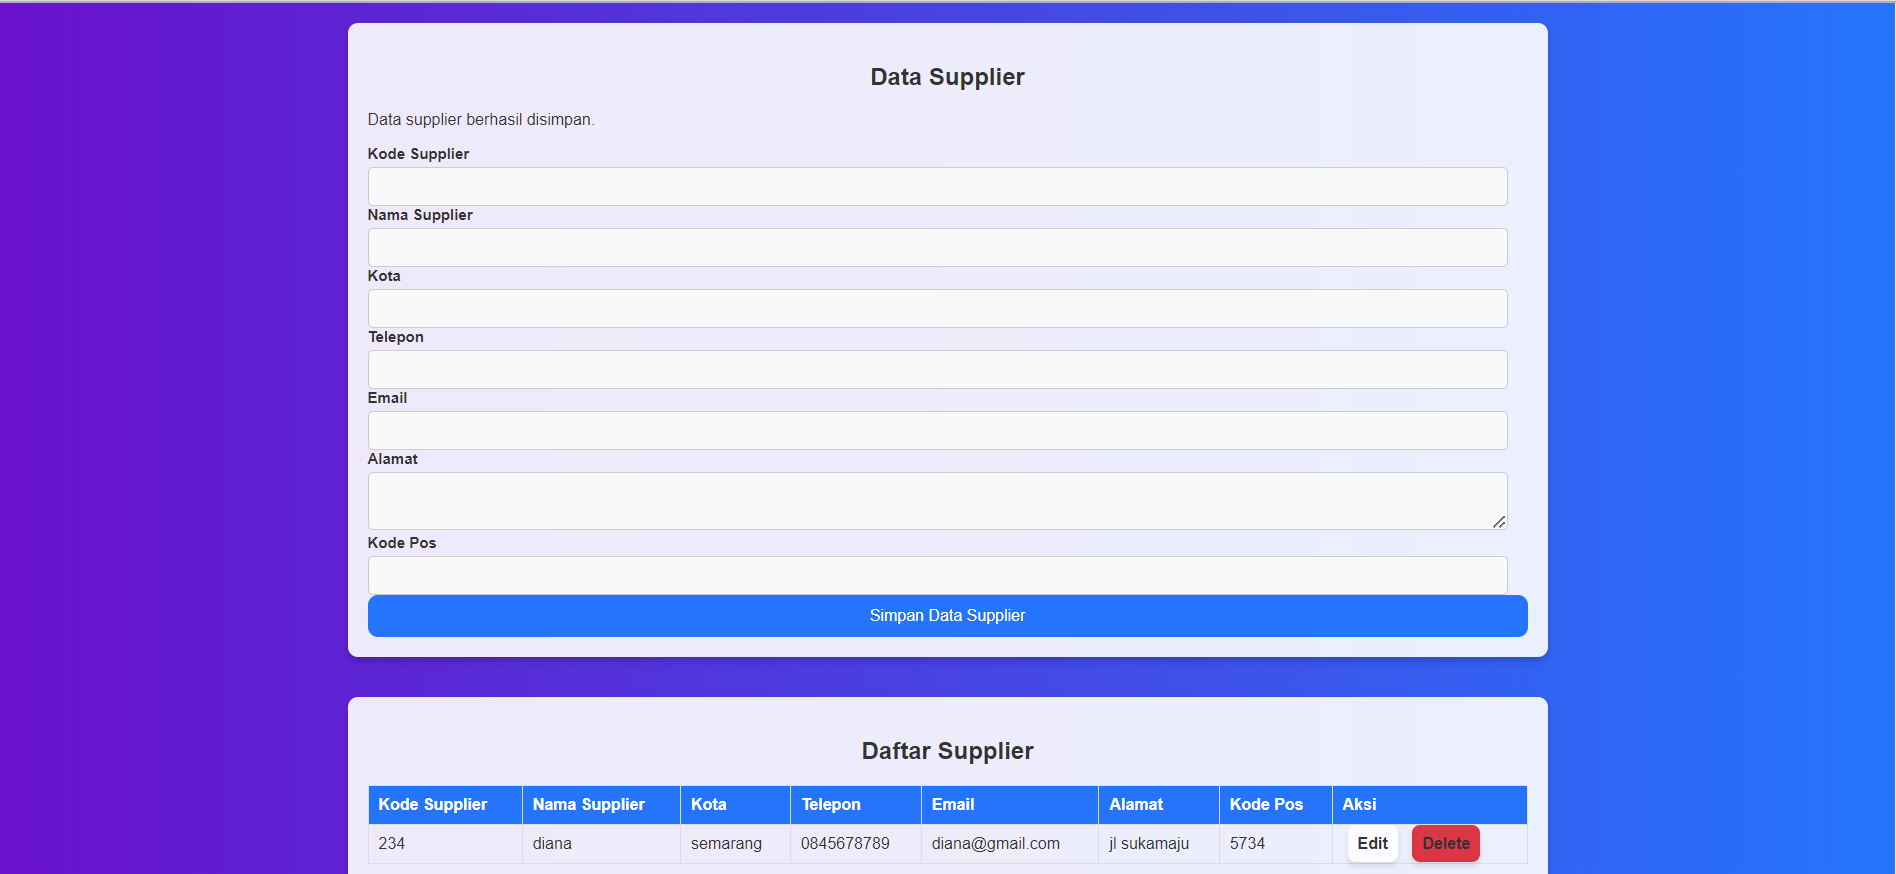 Data Supplier
Data supplier berhasil disimpan.
Kode Supplier
Nama Supplier
Kota
Telepon
Email
Alamat
Kode Pos
Simpan Data Supplier
Daftar Supplier
Kode Supplier Nama Supplier Kota Telepon Email Alamat Kode Pos Aksi
234 diana semarang 0845678789 diana@gmail.com jl sukamaju 5734 Edit Delete